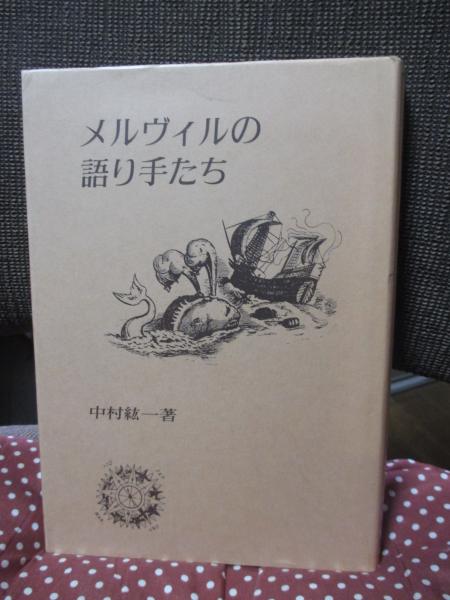 メルヴィルの
語り手たち
中村紘一著